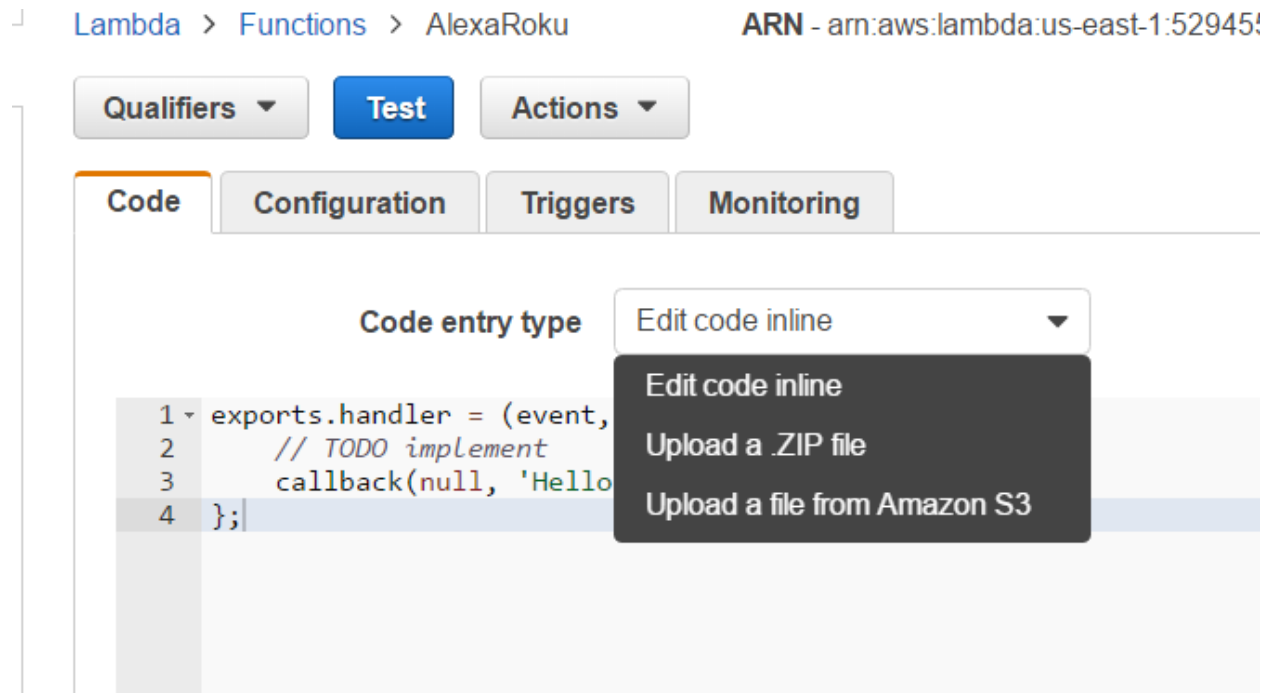 Lambda > Functions > AlexaRoku ARN - arn:aws:lambda:us-east-1:529455
Qualifiers Test Actions
Code Configuration Triggers Monitoring
Code entry type Edit code inline
Edit code inline
Upload a .ZIP file
Upload a file from Amazon S3
1 exports.handler = (event,
2 // TODO implement
3 callback(null, 'Hello
4 };